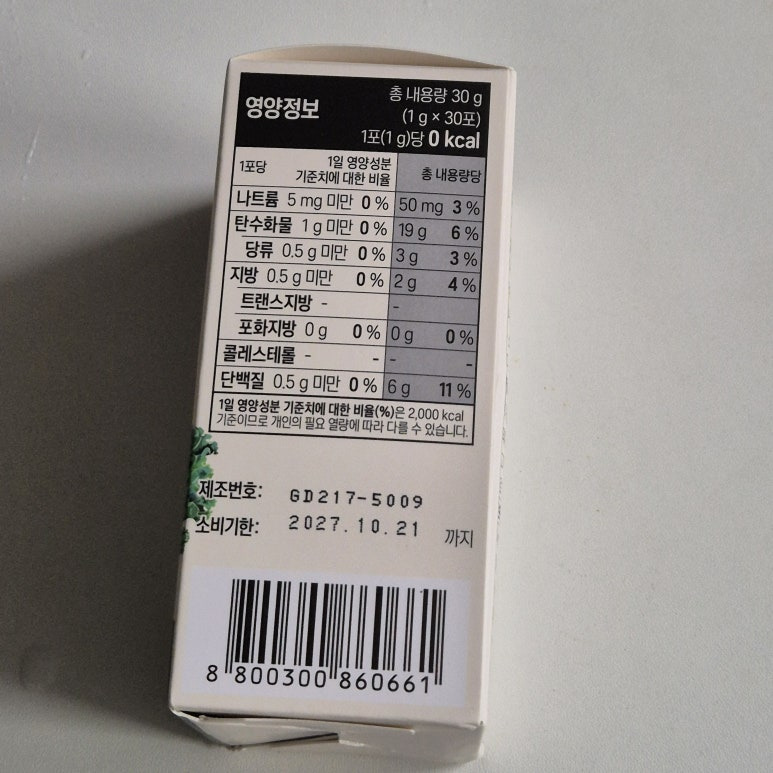 영양정보
총 내용량 30 g
(1 g × 30포)
1포(1 g)당 0 kcal
1포당 1일 영양성분 기준치에 대한 비율 총 내용량당
나트륨 5 mg 미만 0 % 50 mg 3 %
탄수화물 1 g 미만 0 % 19 g 6 %
당류 0.5 g 미만 0 % 3 g 3 %
지방 0.5 g 미만 0 % 2 g 4 %
트랜스지방 - -
포화지방 0 g 0 % 0 g 0 %
콜레스테롤 - - - -
단백질 0.5 g 미만 0 % 6 g 11 %
1일 영양성분 기준치에 대한 비율(%)은 2,000 kcal
기준이므로 개인의 필요 열량에 따라 다를 수 있습니다.
제조번호: GD217-5009
소비기한: 2027.10.21 까지
8 800300 860661